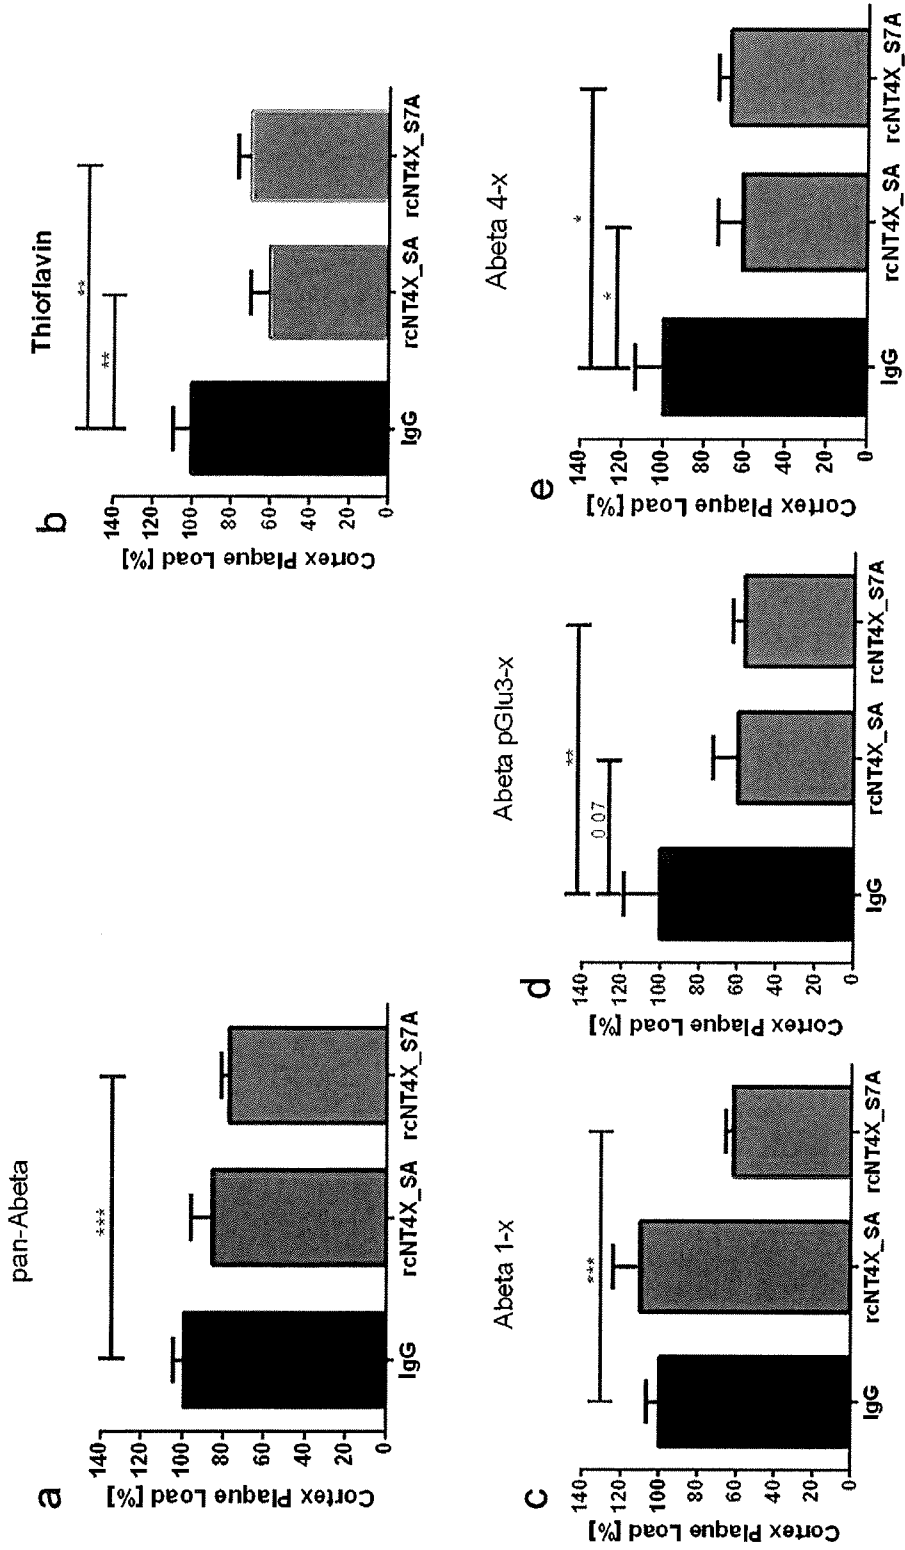 a
pan-Abeta
***
Cortex Plaque Load [%]
140
120
100
80
60
40
20
0
IgG
rcNT4X_SA
rcNT4X_S7A
b
Thioflavin
**
**
Cortex Plaque Load [%]
140
120
100
80
60
40
20
0
IgG
rcNT4X_SA
rcNT4X_S7A
c
Abeta 1-x
***
Cortex Plaque Load [%]
140
120
100
80
60
40
20
0
IgG
rcNT4X_SA
rcNT4X_S7A
d
Abeta pGlu3-x
**
0 07
Cortex Plaque Load [%]
140
120
100
80
60
40
20
0
IgG
rcNT4X_SA
rcNT4X_S7A
e
Abeta 4-x
*
*
Cortex Plaque Load [%]
140
120
100
80
60
40
20
0
IgG
rcNT4X_SA
rcNT4X_S7A